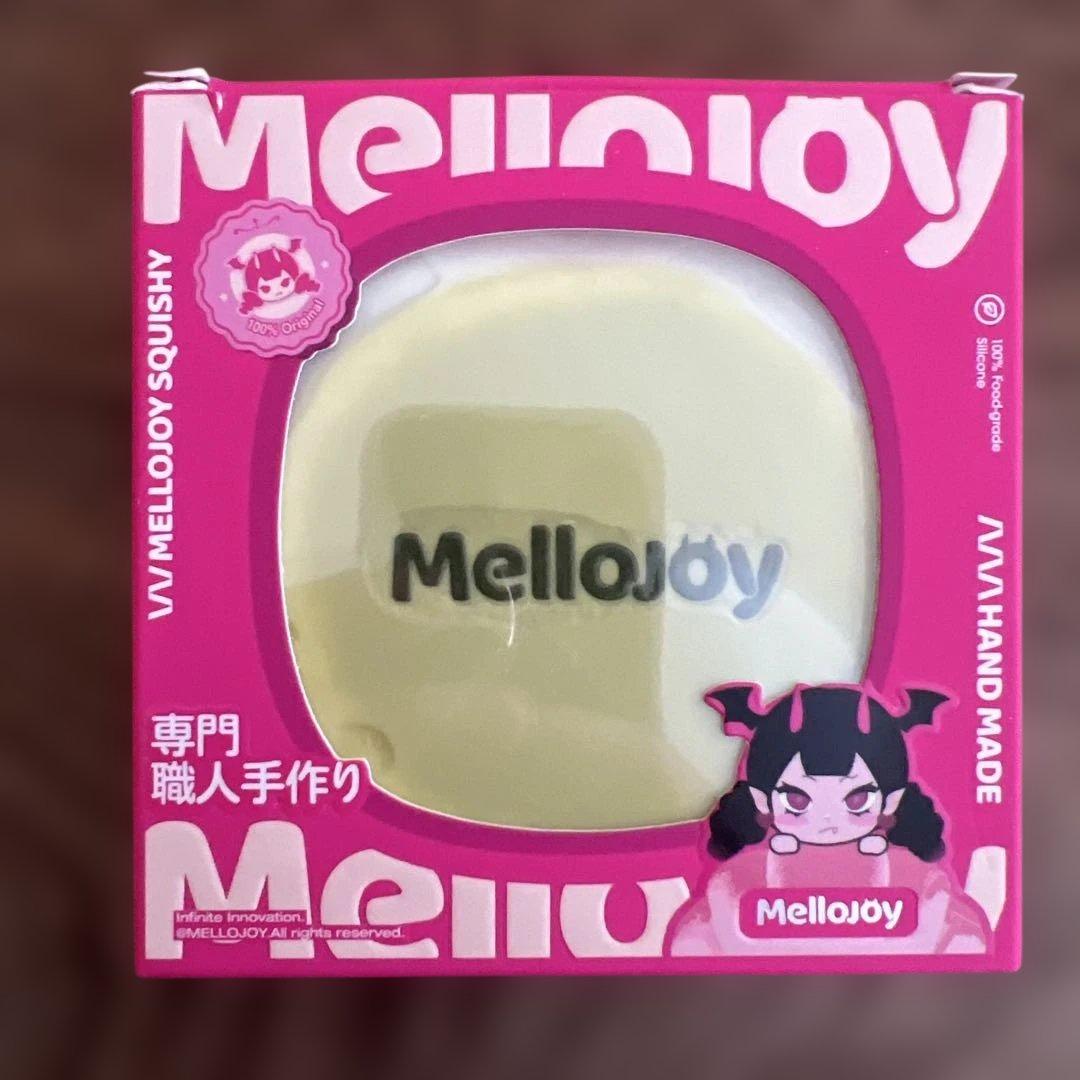 MelloJoy
100% Original
MELLOJOY SQUISHY
100% Food-grade
Silicone
MelloJoy
HAND MADE
専門
職人手作り
MelloJoy
Infinite Innovation.
©MELLOJOY.All rights reserved.
MelloJoy